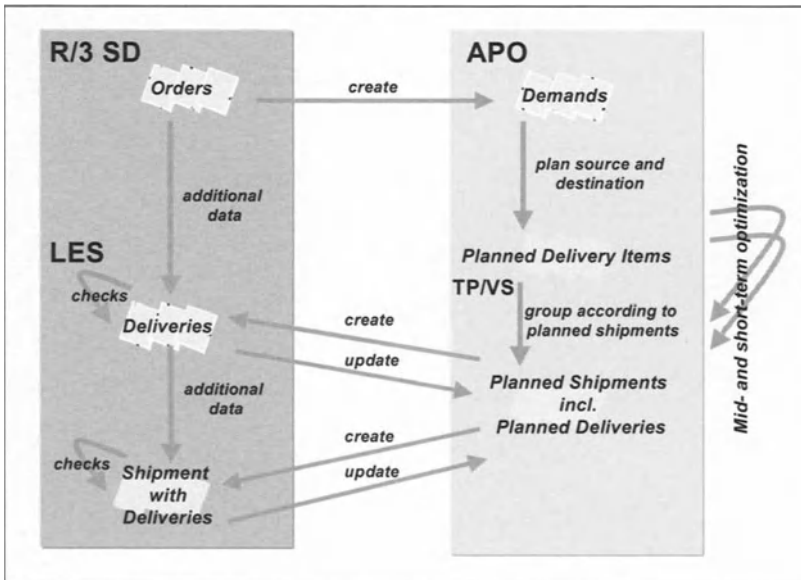 R/3 SD
APO
Orders
create
Demands
plan source and
destination
additional
data
LES
Planned Delivery Items
checks
TP/VS
Deliveries
create
group according to
planned shipments
update
additional
data
Planned Shipments
incl.
Planned Deliveries
create
checks
Shipment
with
Deliveries
update
Mid- and short-term optimization